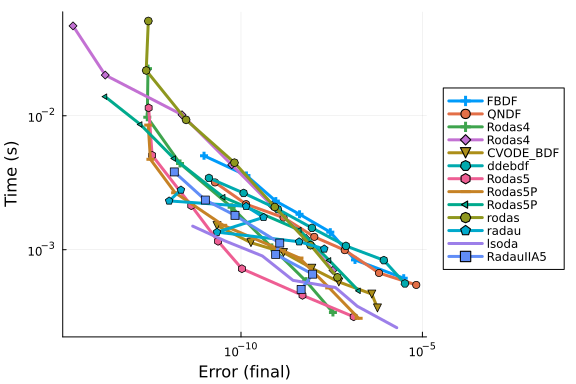 Time (s)
10⁻²
10⁻³
10⁻¹⁰
10⁻⁵
Error (final)
FBDF
QNDF
Rodas4
Rodas4
CVODE_BDF
ddebdf
Rodas5
Rodas5P
Rodas5P
rodas
radau
lsoda
RadauIIA5